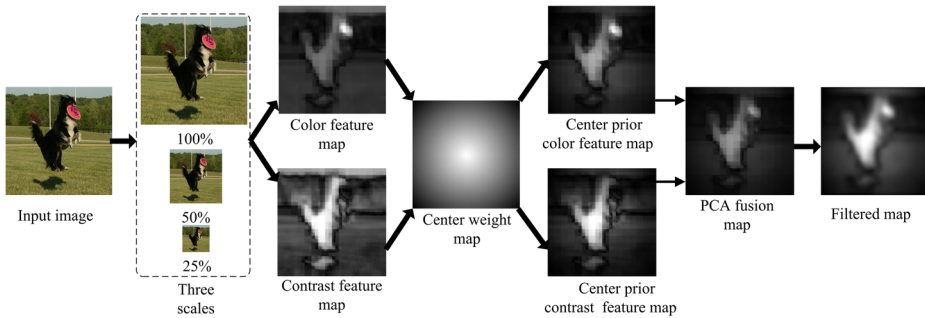 Input image
100%
50%
25%
Three
scales
Color feature
map
Contrast feature
map
Center weight
map
Center prior
color feature map
Center prior
contrast feature map
PCA fusion
map
Filtered map